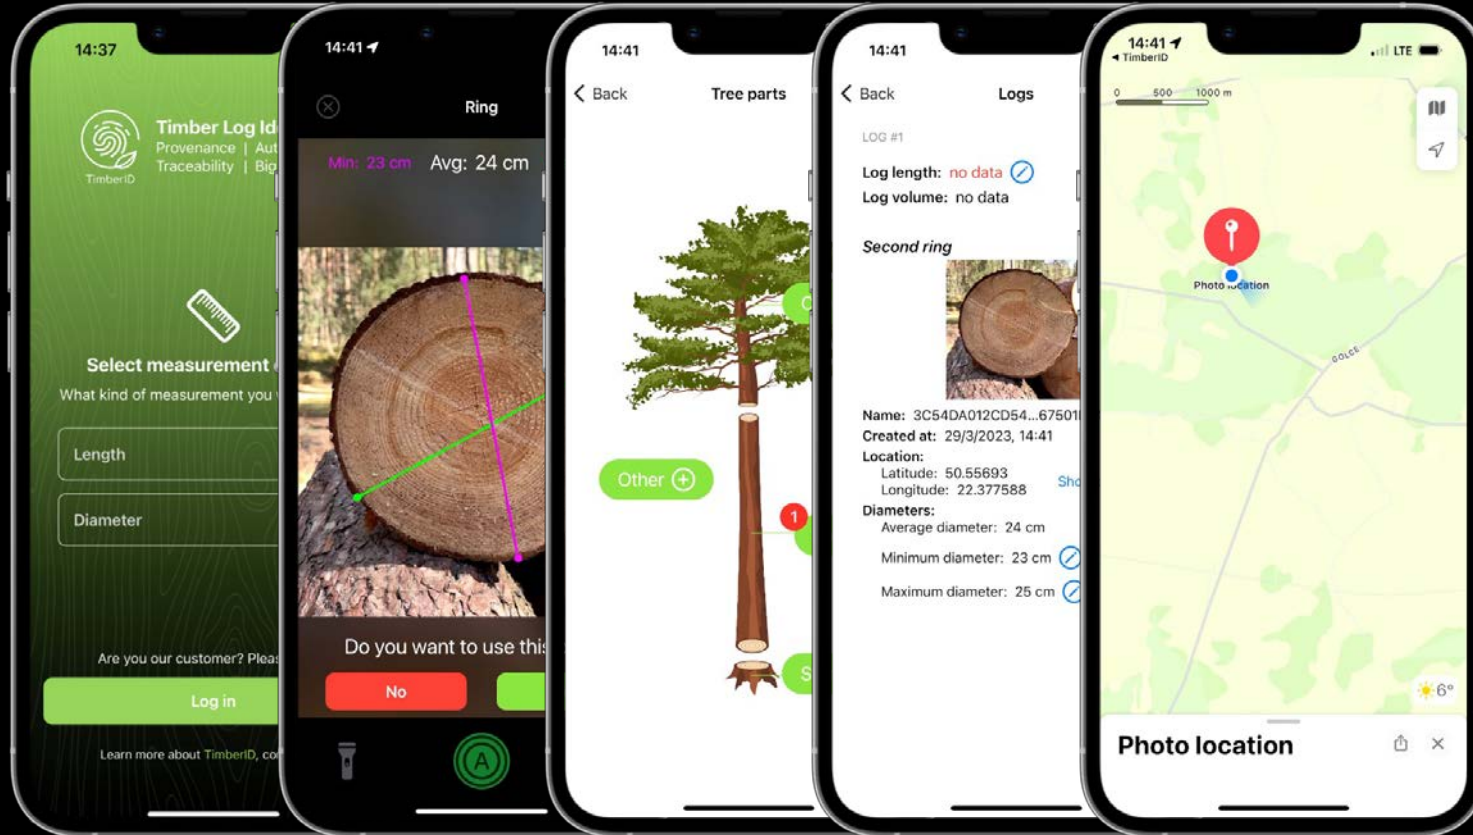 14:37
TimberID
Timber Log Id
Provenance | Aut
Traceability | Big
Select measurement
What kind of measurement you
Length
Diameter
Are you our customer? Pleas
Log in
Learn more about TimberID, co
14:41
Ring
Min: 23 cm Avg: 24 cm
Do you want to use this
No
A
14:41
Back Tree parts
C
Other
1
S
14:41
Back Logs
LOG #1
Log length: no data
Log volume: no data
Second ring
Name: 3C54DA012CD54...67501
Created at: 29/3/2023, 14:41
Location:
Latitude: 50.55693
Longitude: 22.377588 Sho
Diameters:
Average diameter: 24 cm
Minimum diameter: 23 cm
Maximum diameter: 25 cm
14:41 LTE
TimberID
0 500 1000 m
Photo location
GOLCE
6°
Photo location